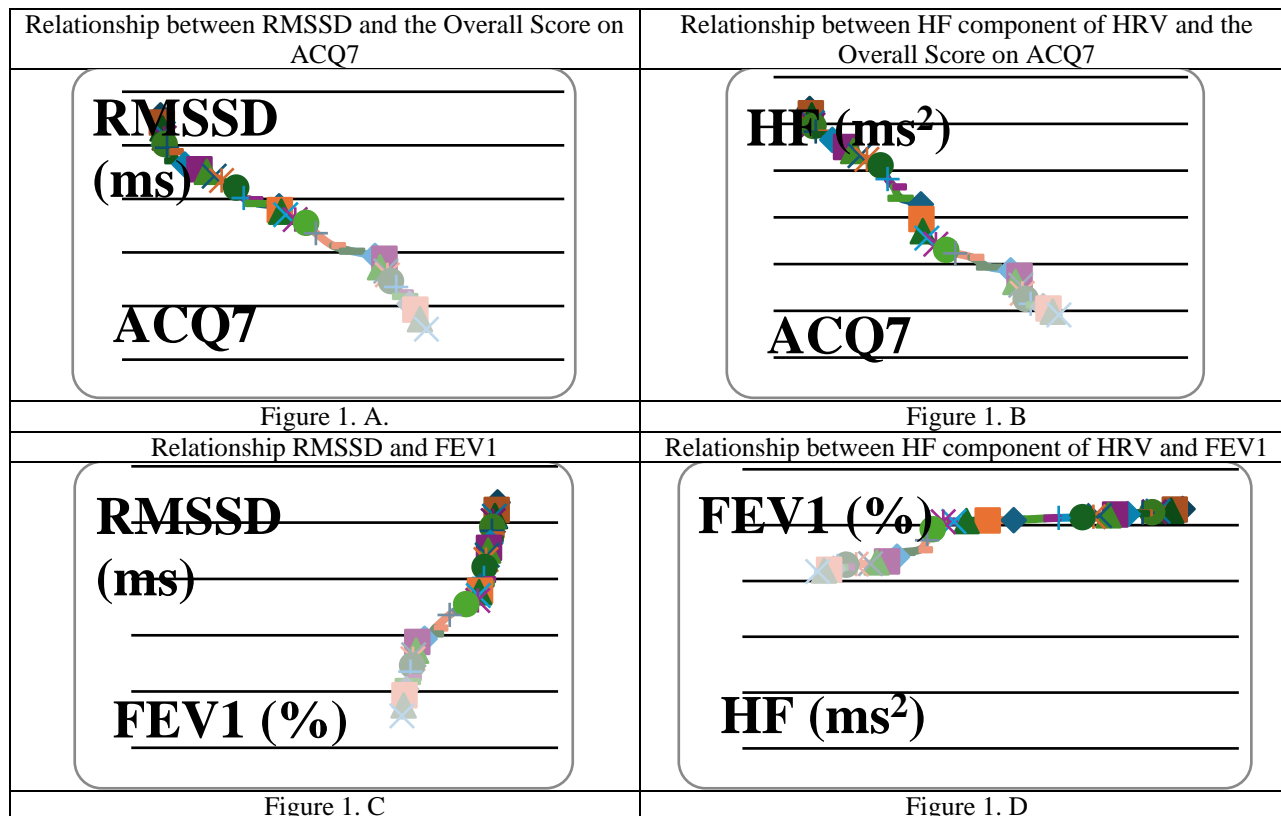 Relationship between RMSSD and the Overall Score on
ACQ7
Relationship between HF component of HRV and the
Overall Score on ACQ7
RMSSD
(ms)
ACQ7
HF (ms²)
ACQ7
Figure 1. A.
Figure 1. B
Relationship RMSSD and FEV1
Relationship between HF component of HRV and FEV1
RMSSD
(ms)
FEV1 (%)
FEV1 (%)
HF (ms²)
Figure 1. C
Figure 1. D